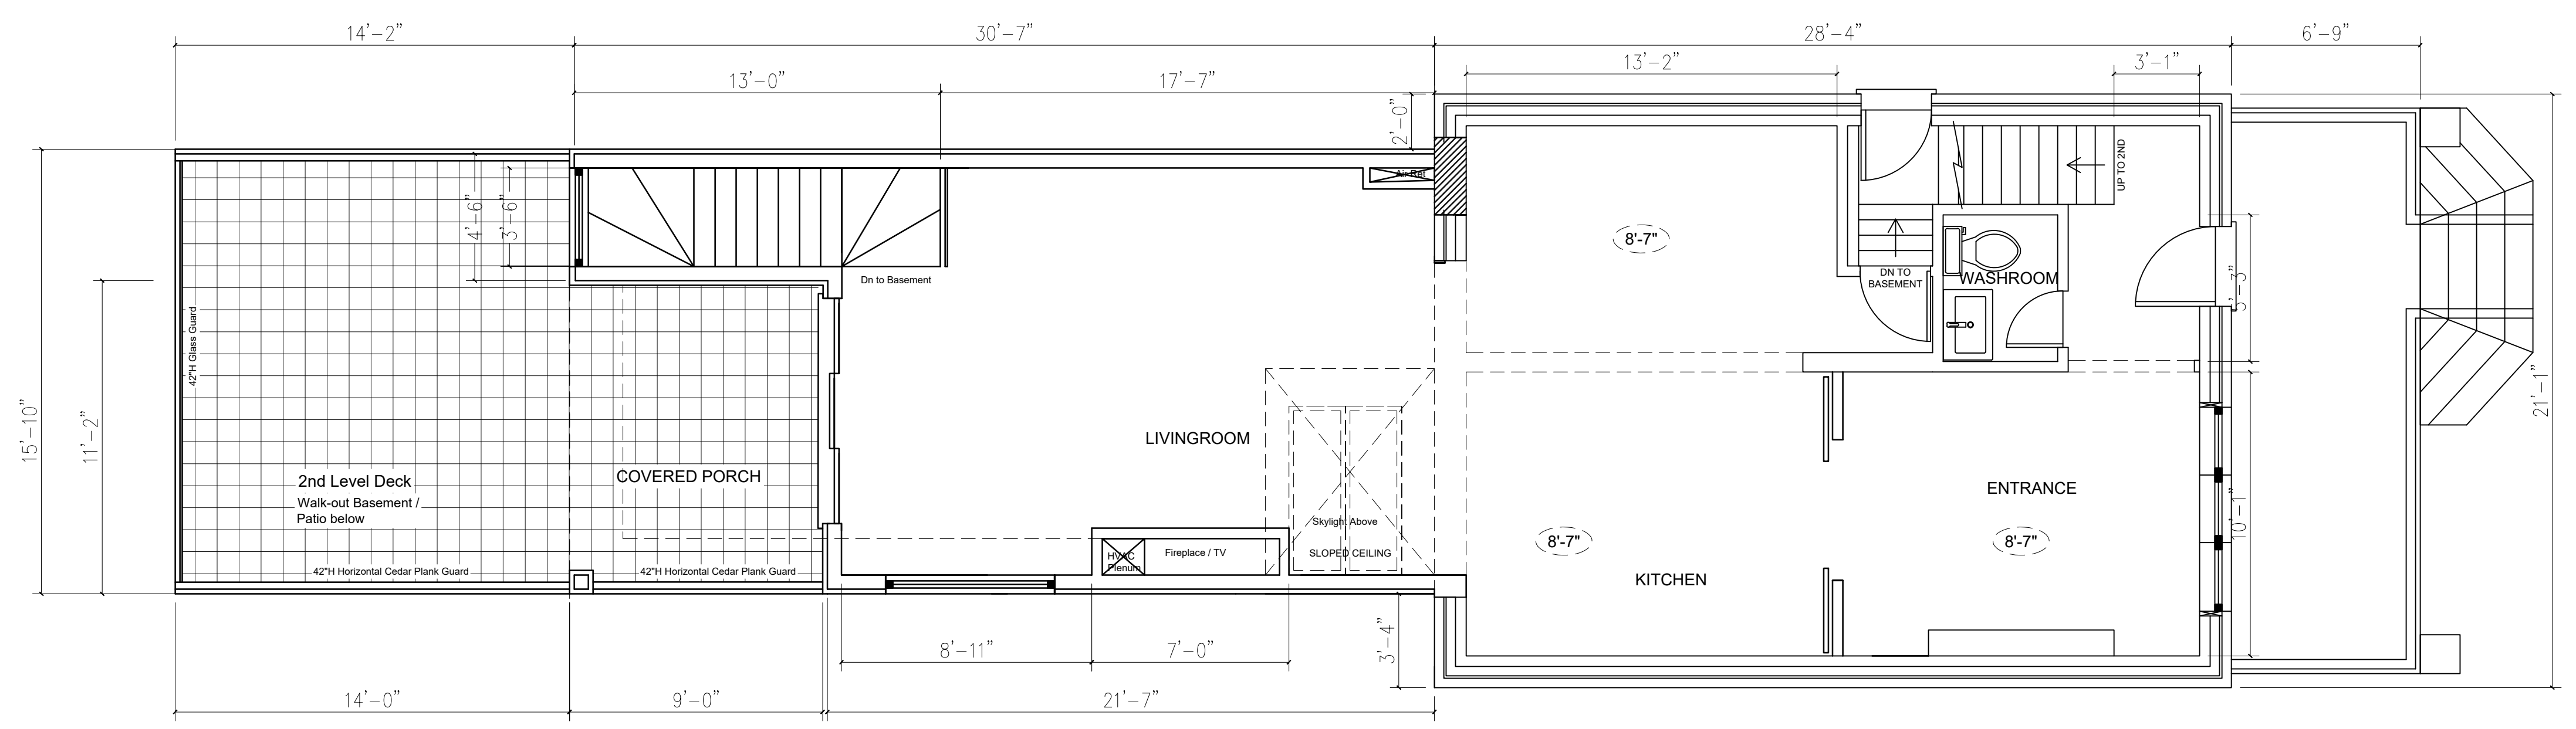 14'-2"
30'-7"
28'-4"
6'-9"
13'-0"
17'-7"
13'-2"
3'-1"
2'-0"
Air Ret
UP TO 2ND
4'-6"
3'-6"
8'-7"
DN TO
BASEMENT
WASHROOM
5'-3"
Dn to Basement
42"H Glass Guard
15'-10"
11'-2"
21'-1"
LIVINGROOM
2nd Level Deck
Walk-out Basement /
Patio below
COVERED PORCH
ENTRANCE
10'-1"
Skylight Above
SLOPED CEILING
8'-7"
8'-7"
HVAC
Plenum
Fireplace / TV
42"H Horizontal Cedar Plank Guard
42"H Horizontal Cedar Plank Guard
KITCHEN
8'-11"
7'-0"
3'-4"
14'-0"
9'-0"
21'-7"